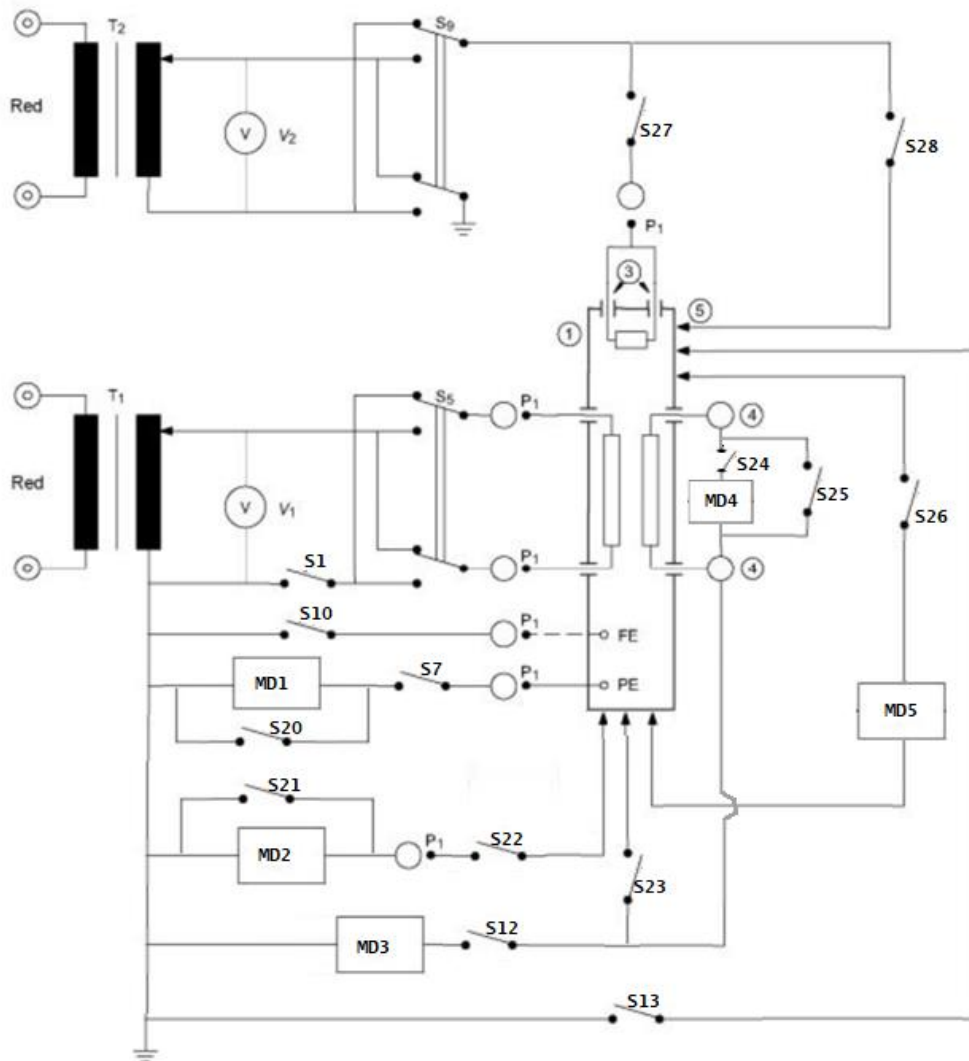 T2
S9
Red
V
V2
S27
S28
P1
3
5
1
T1
S5
P1
4
S24
Red
MD4
S25
S26
V
V1
S1
P1
4
S10
P1
FE
S7
P1
MD1
PE
MD5
S20
S21
P1
S22
MD2
S23
S12
MD3
S13